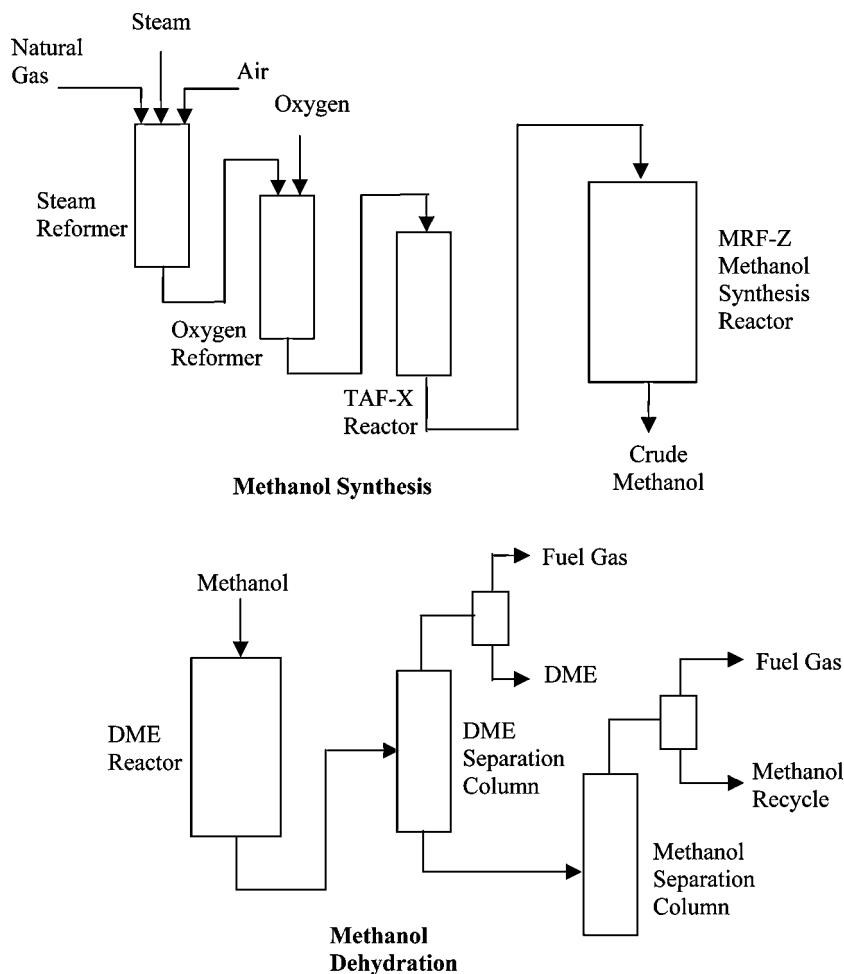 Steam
Natural
Gas
Air
Oxygen
Steam
Reformer
Oxygen
Reformer
TAF-X
Reactor
MRF-Z
Methanol
Synthesis
Reactor
Crude
Methanol
Methanol Synthesis
Methanol
Fuel Gas
DME
DME
Reactor
DME
Separation
Column
Fuel Gas
Methanol
Recycle
Methanol
Separation
Column
Methanol
Dehydration